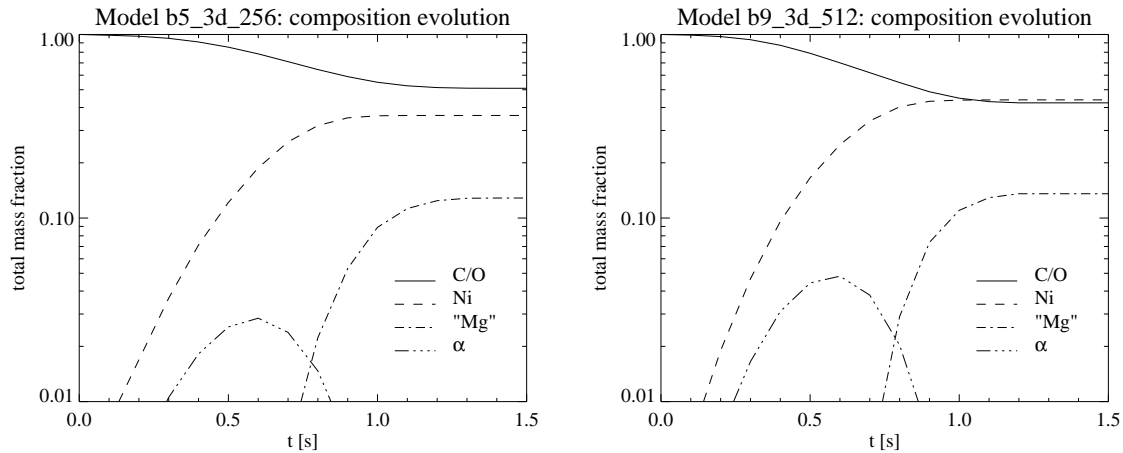 Model b5_3d_256: composition evolution
1.00
0.10
0.01
total mass fraction
C/O
Ni
"Mg"
α
0.0 0.5 1.0 1.5
t [s]
Model b9_3d_512: composition evolution
1.00
0.10
0.01
total mass fraction
C/O
Ni
"Mg"
α
0.0 0.5 1.0 1.5
t [s]